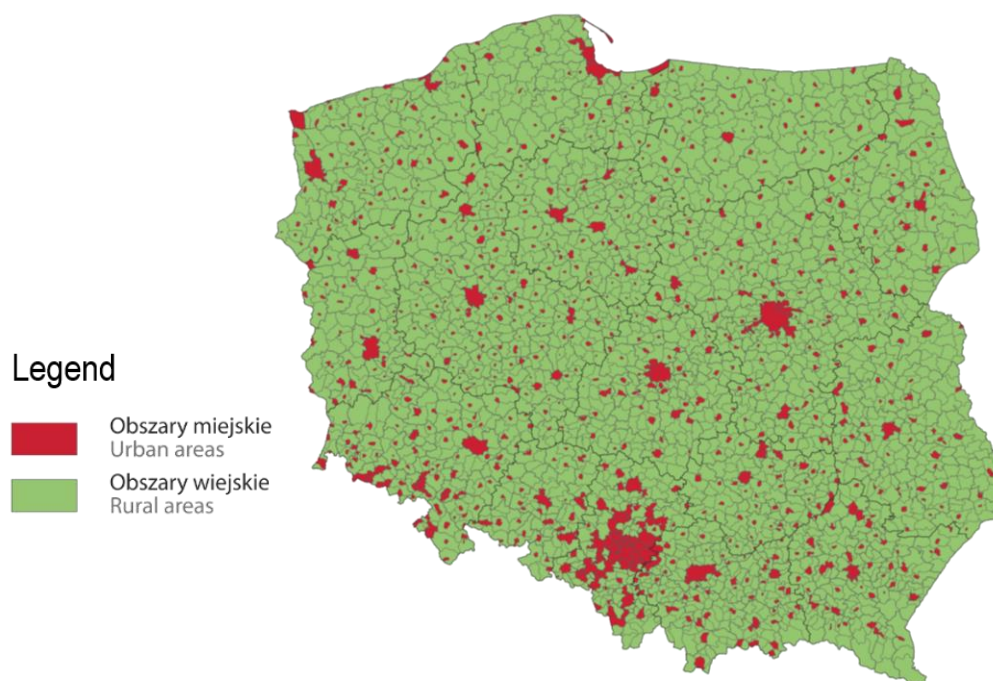 Legend
Obszary miejskie
Urban areas
Obszary wiejskie
Rural areas